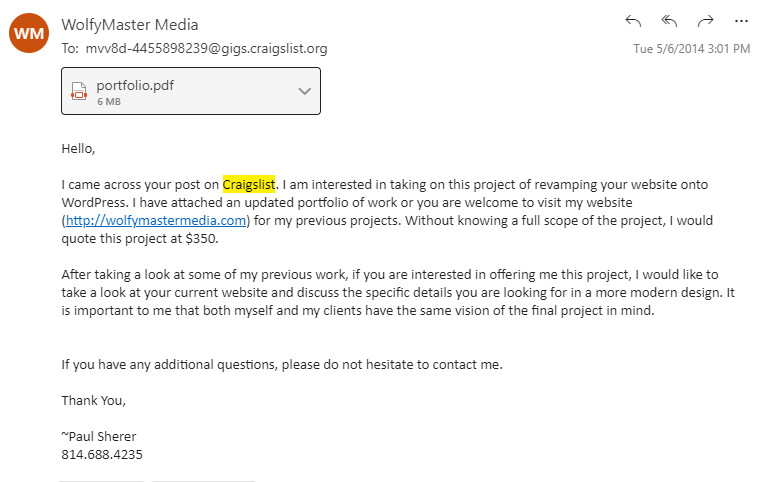 WM
WolfyMaster Media
To: mvv8d-4455898239@gigs.craigslist.org
Tue 5/6/2014 3:01 PM
portfolio.pdf
6 MB
Hello,
I came across your post on Craigslist. I am interested in taking on this project of revamping your website onto
WordPress. I have attached an updated portfolio of work or you are welcome to visit my website
(http://wolfymastermedia.com) for my previous projects. Without knowing a full scope of the project, I would
quote this project at $350.
After taking a look at some of my previous work, if you are interested in offering me this project, I would like to
take a look at your current website and discuss the specific details you are looking for in a more modern design. It
is important to me that both myself and my clients have the same vision of the final project in mind.
If you have any additional questions, please do not hesitate to contact me.
Thank You,
~Paul Sherer
814.688.4235